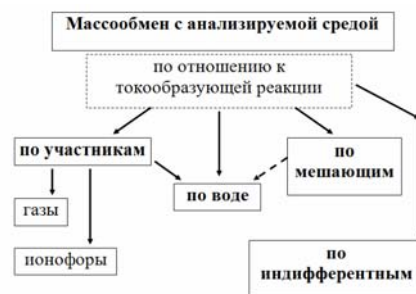 Массообмен с анализируемой средой
по отношению к
токообразующей реакции
по участникам
по
мешающим
по воде
газы
ионофоры
по
индифферентным